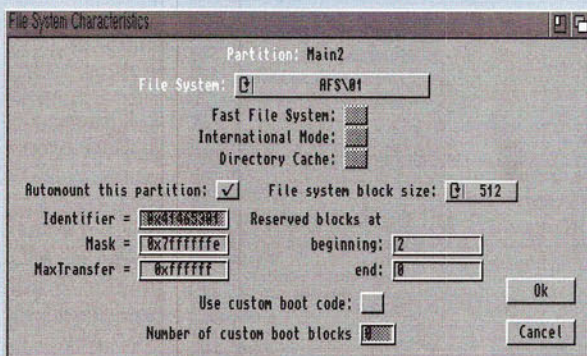 File System Characteristics
Partition: Main2
File System: AFS\01
Fast File System:
International Mode:
Directory Cache:
Automount this partition: File system block size: 512
Identifier = 0x41465301 Reserved blocks at
Mask = 0x7ffffffe beginning: 2
MaxTransfer = 0xffffff end: 0
Use custom boot code: Ok
Number of custom boot blocks 0 Cancel